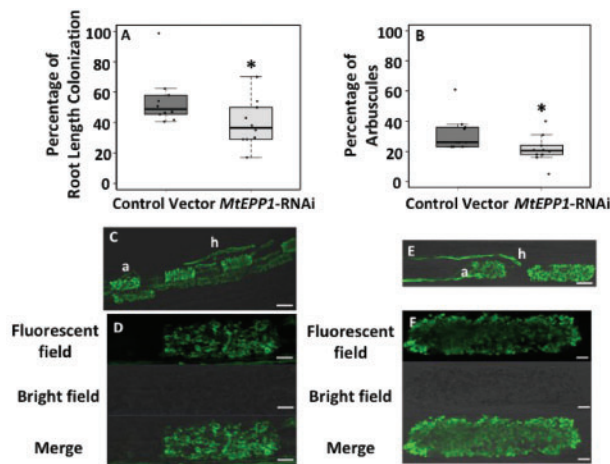 A
B
Percentage of
Root Length Colonization
Percentage of
Arbuscules
100
80
60
40
20
0
100
80
60
40
20
0
*
*
Control Vector MtEPP1-RNAi
Control Vector MtEPP1-RNAi
C
h
a
E
h
a
D
Fluorescent
field
Bright field
Merge
F
Fluorescent
field
Bright field
Merge